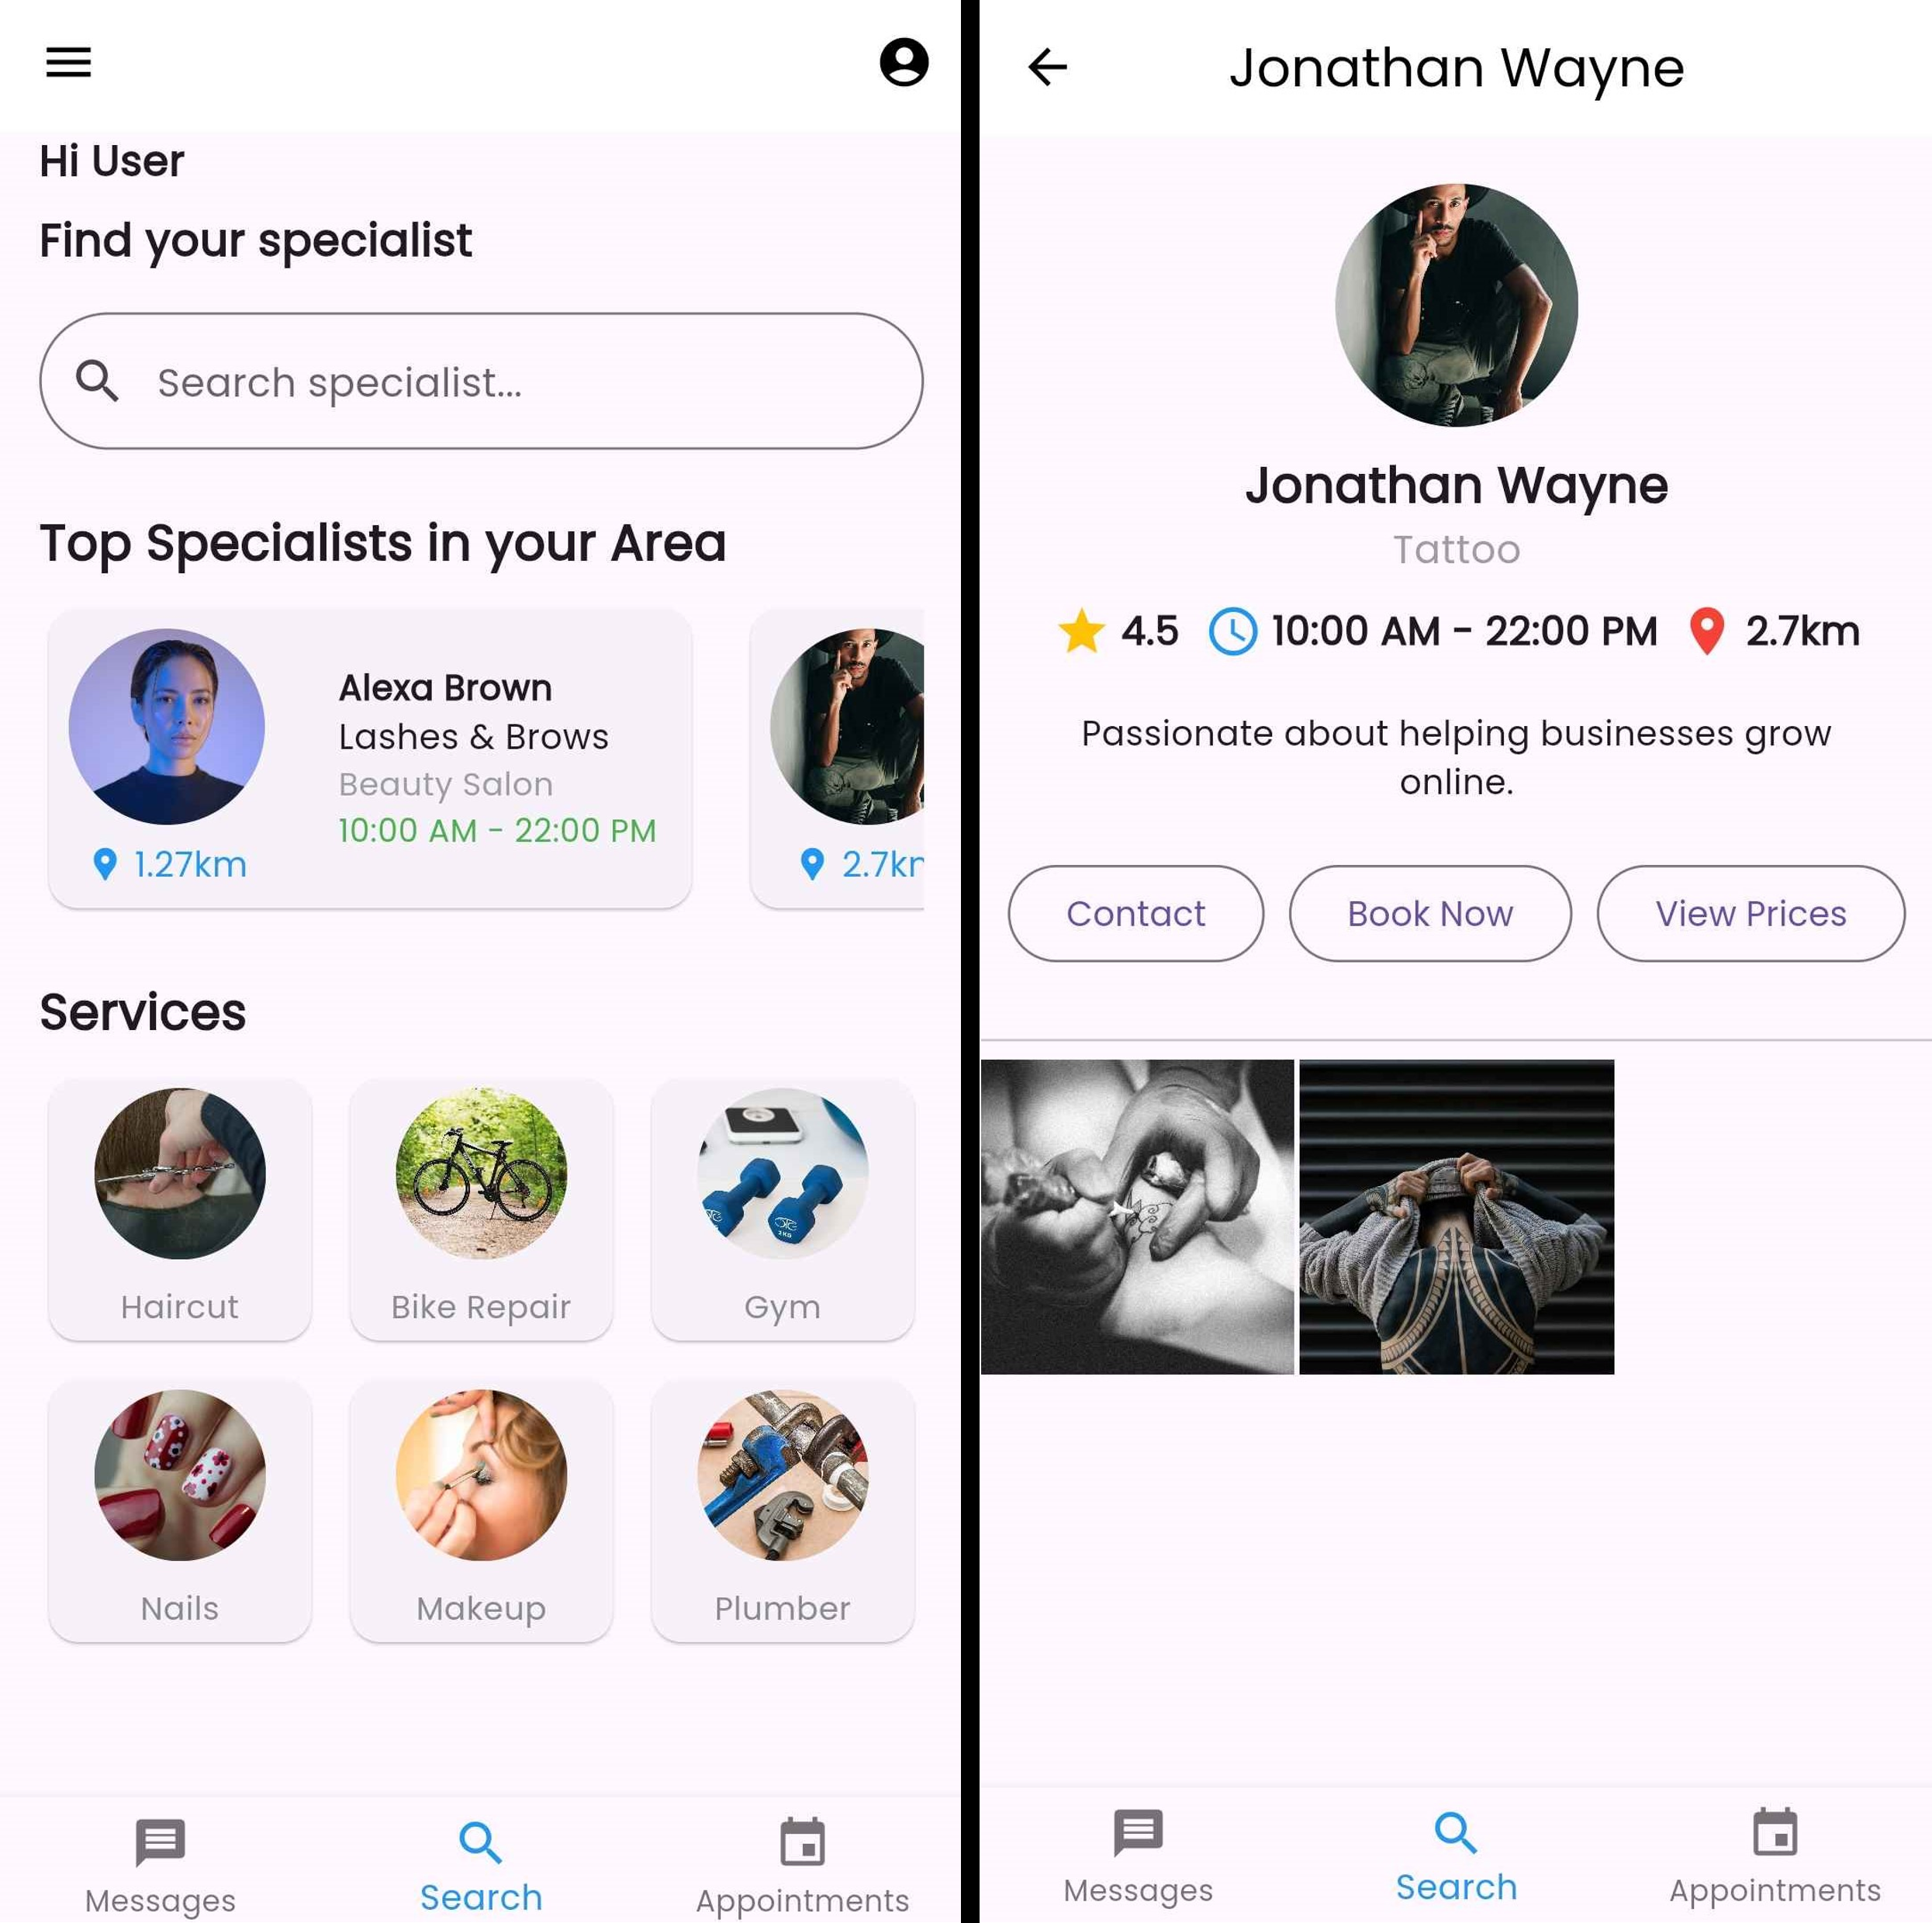 Hi User
Find your specialist
Search specialist...
Top Specialists in your Area
Alexa Brown
Lashes & Brows
Beauty Salon
10:00 AM - 22:00 PM
1.27km
2.7k
Services
Haircut
Bike Repair
Gym
Nails
Makeup
Plumber
Messages
Search
Appointments
Jonathan Wayne
Jonathan Wayne
Tattoo
4.5 10:00 AM - 22:00 PM 2.7km
Passionate about helping businesses grow
online.
Contact Book Now View Prices
Messages
Search
Appointments